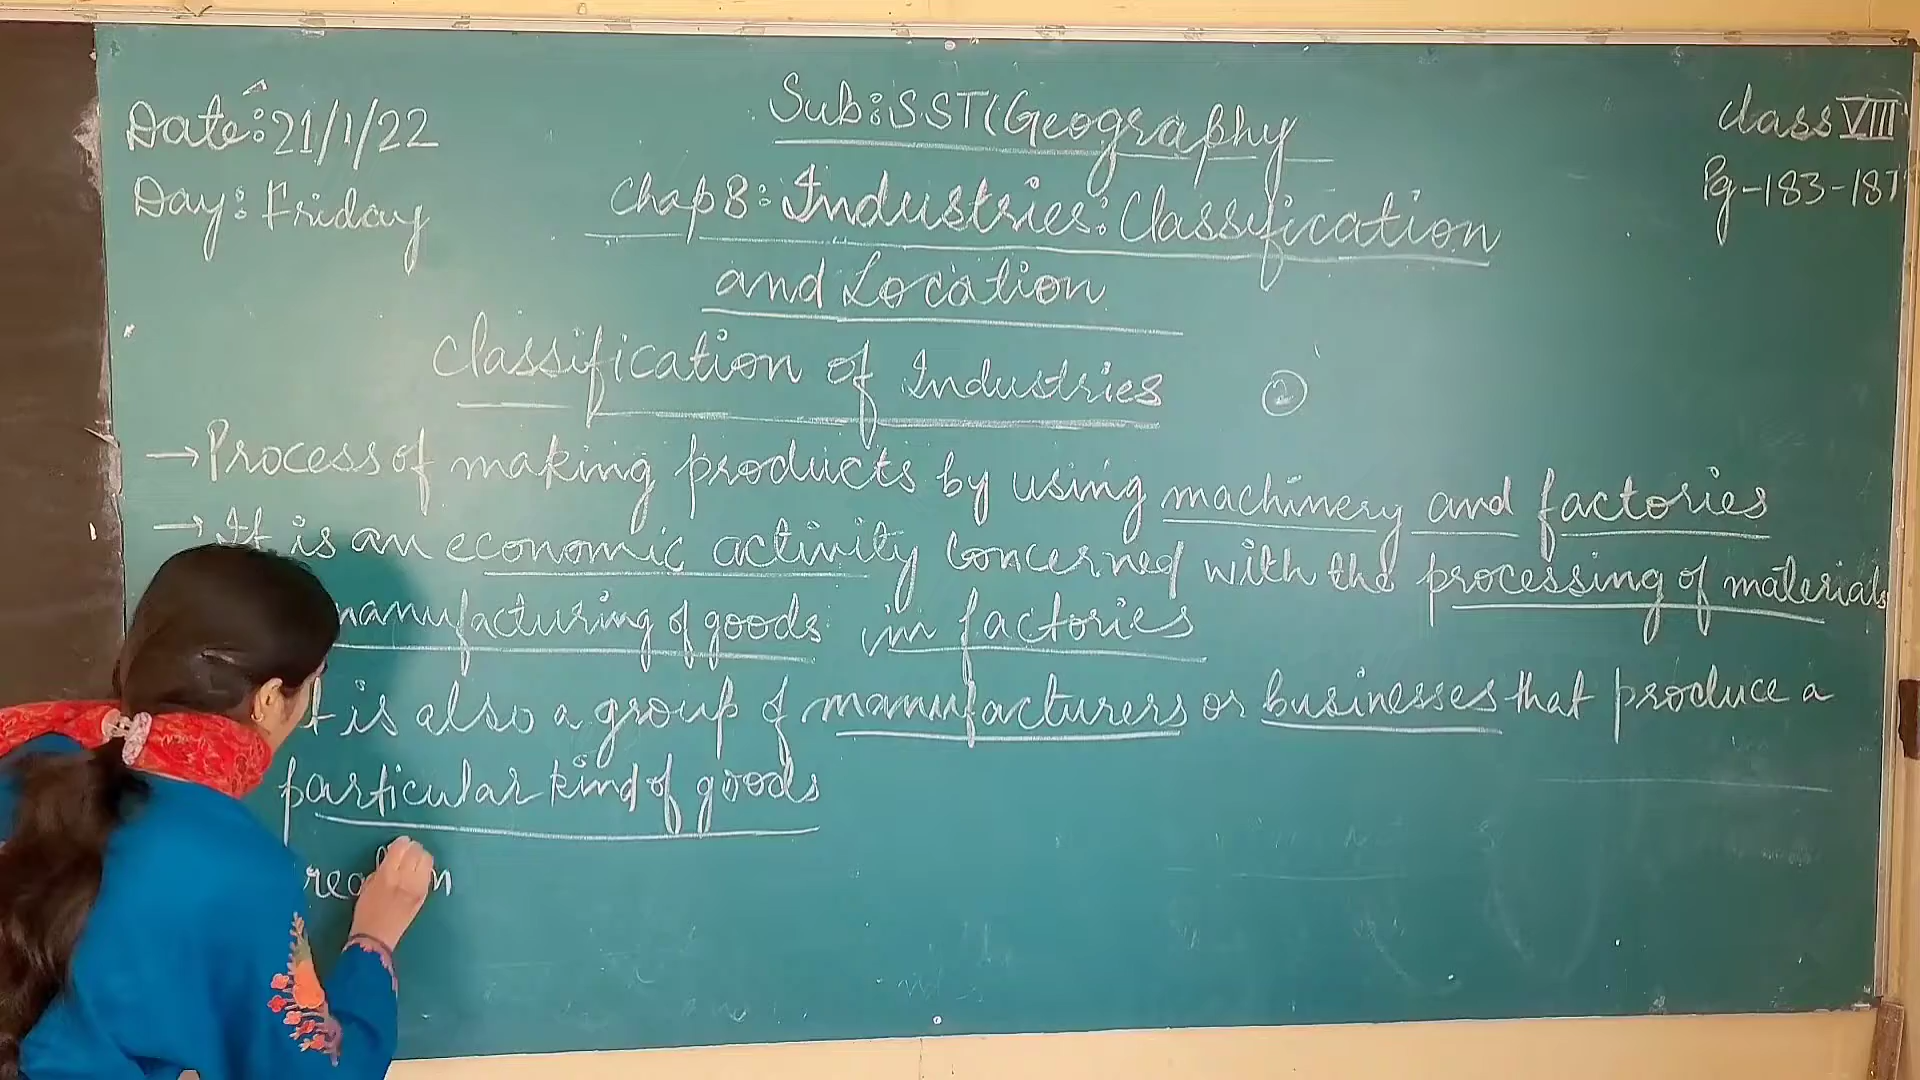 Date:21/1/22
Day: Friday
Sub: SST(Geography
Chap 8: Industries: Classification
and Location
Class VIII
Pg-183-187
Classification of Industries ②
→Process of making products by using machinery and factories
→It is an economic activity concerned with the processing of materials
manufacturing of goods in factories
It is also a group of manufacturers or businesses that produce a
particular kind of goods